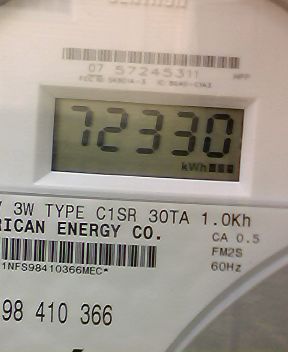 07 57245311
72330
kWh
V 3W TYPE C1SR 30TA 1.0Kh
RICAN ENERGY CO.
CA 0.5
FM2S
60Hz
1NFS98410366MEC*
98 410 366